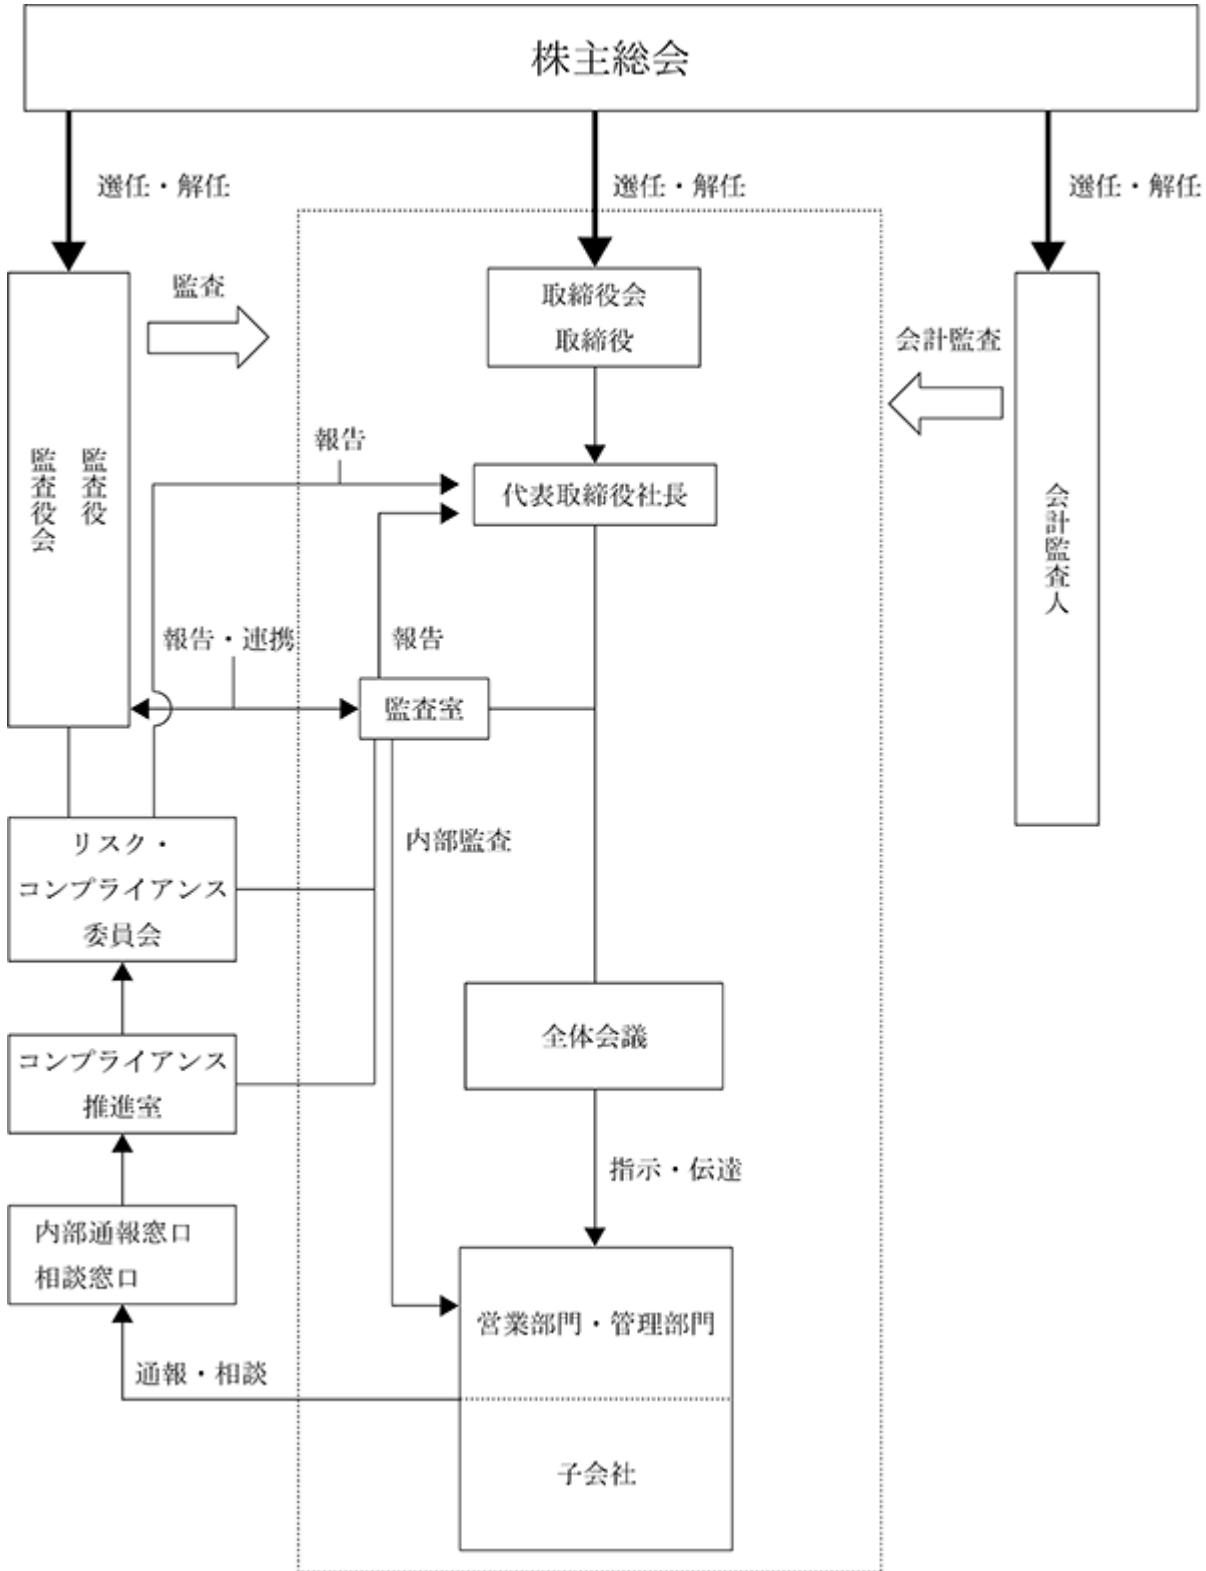 株主総会
選任・解任
選任・解任
選任・解任
監査
取締役会
取締役
会計監査
報告
監査役
監査役会
代表取締役社長
会計監査人
報告・連携
報告
監査室
リスク・
コンプライアンス
委員会
内部監査
全体会議
コンプライアンス
推進室
指示・伝達
内部通報窓口
相談窓口
営業部門・管理部門
通報・相談
子会社